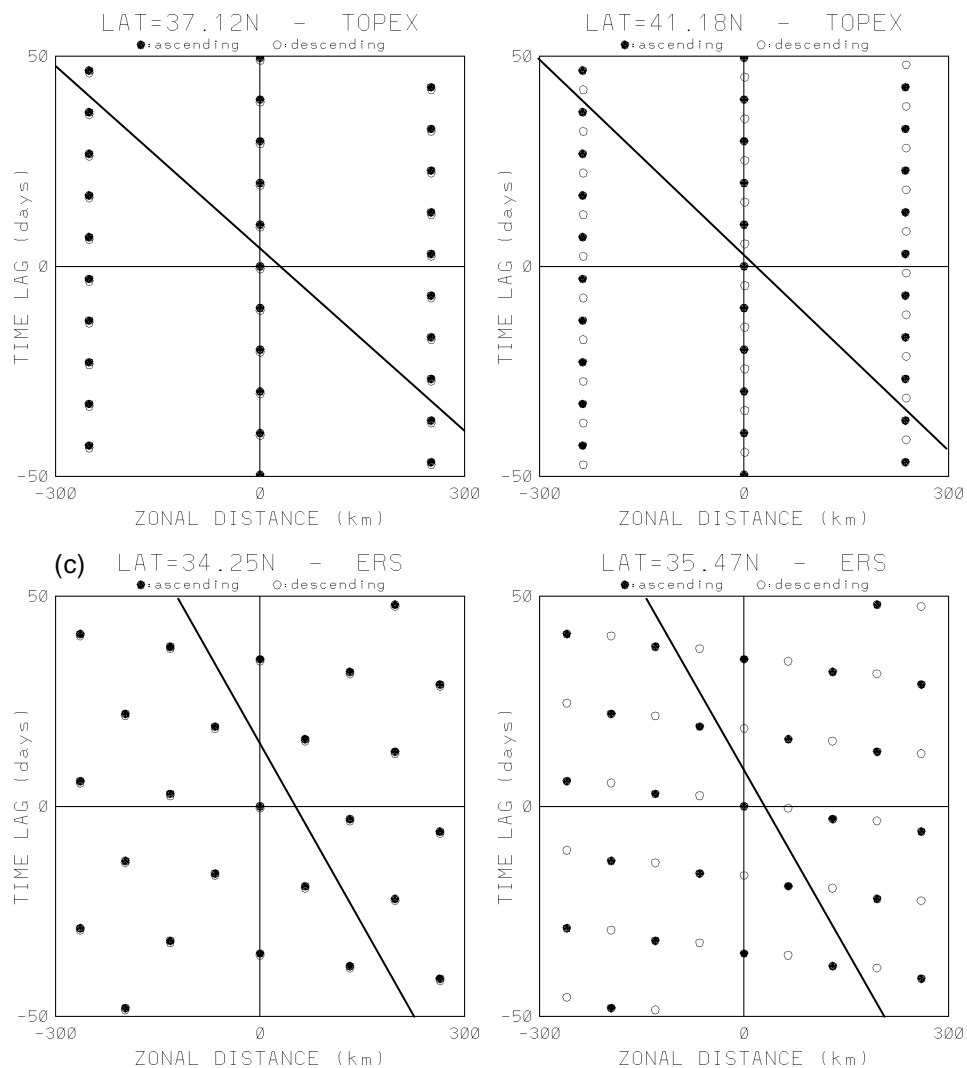 LAT=37.12N - TOPEX
●:ascending ○:descending
50
0
-50
TIME LAG (days)
-300 0 300
ZONAL DISTANCE (km)
LAT=41.18N - TOPEX
●:ascending ○:descending
50
0
-50
TIME LAG (days)
-300 0 300
ZONAL DISTANCE (km)
(c) LAT=34.25N - ERS
●:ascending ○:descending
50
0
-50
TIME LAG (days)
-300 0 300
ZONAL DISTANCE (km)
LAT=35.47N - ERS
●:ascending ○:descending
50
0
-50
TIME LAG (days)
-300 0 300
ZONAL DISTANCE (km)